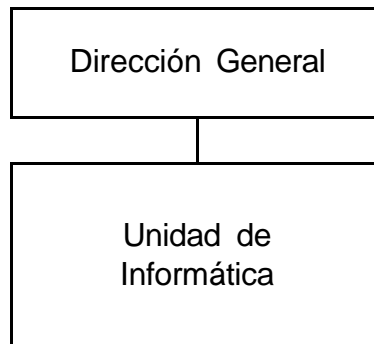 Dirección General
Unidad de
Informática